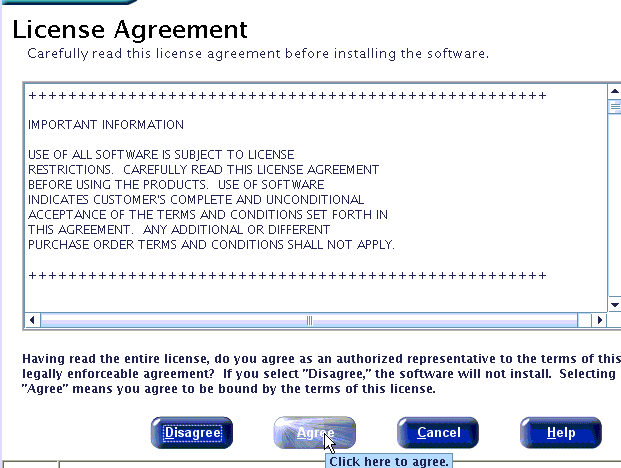 License Agreement
Carefully read this license agreement before installing the software.
++++++++++++++++++++++++++++++++++++++++++++++++++++
IMPORTANT INFORMATION
USE OF ALL SOFTWARE IS SUBJECT TO LICENSE
RESTRICTIONS.  CAREFULLY READ THIS LICENSE AGREEMENT
BEFORE USING THE PRODUCTS.  USE OF SOFTWARE
INDICATES CUSTOMER'S COMPLETE AND UNCONDITIONAL
ACCEPTANCE OF THE TERMS AND CONDITIONS SET FORTH IN
THIS AGREEMENT.  ANY ADDITIONAL OR DIFFERENT
PURCHASE ORDER TERMS AND CONDITIONS SHALL NOT APPLY.
++++++++++++++++++++++++++++++++++++++++++++++++++++
Having read the entire license, do you agree as an authorized representative to the terms of this
legally enforceable agreement?  If you select "Disagree," the software will not install.  Selecting
"Agree" means you agree to be bound by the terms of this license.
Disagree
Agree
Cancel
Help
Click here to agree.